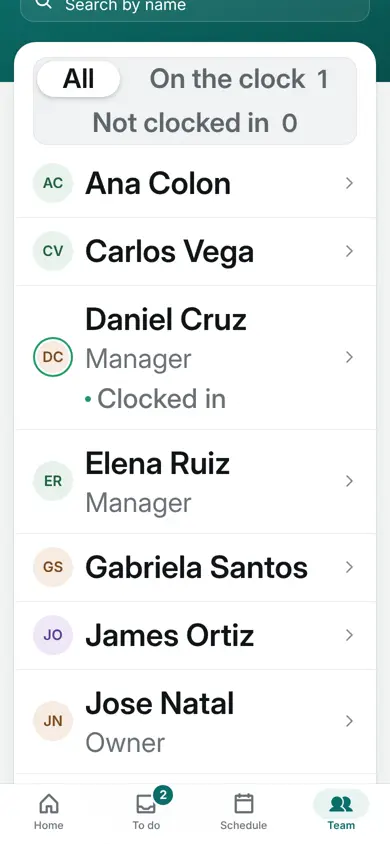 Search by name
All
On the clock 1
Not clocked in 0
AC
Ana Colon
CV
Carlos Vega
Daniel Cruz
DC
Manager
Clocked in
Elena Ruiz
ER
Manager
GS
Gabriela Santos
JO
James Ortiz
Jose Natal
JN
Owner
2
Home
To do
Schedule
Team